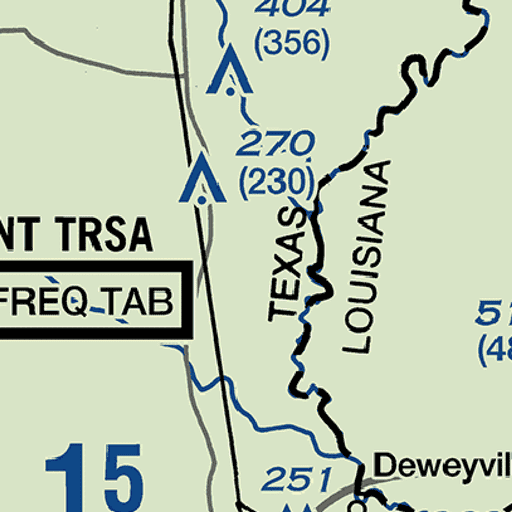 404
(356)
270
(230)
TEXAS
LOUISIANA
NT TRSA
FREQ TAB
51
(48
15
251
Deweyvil